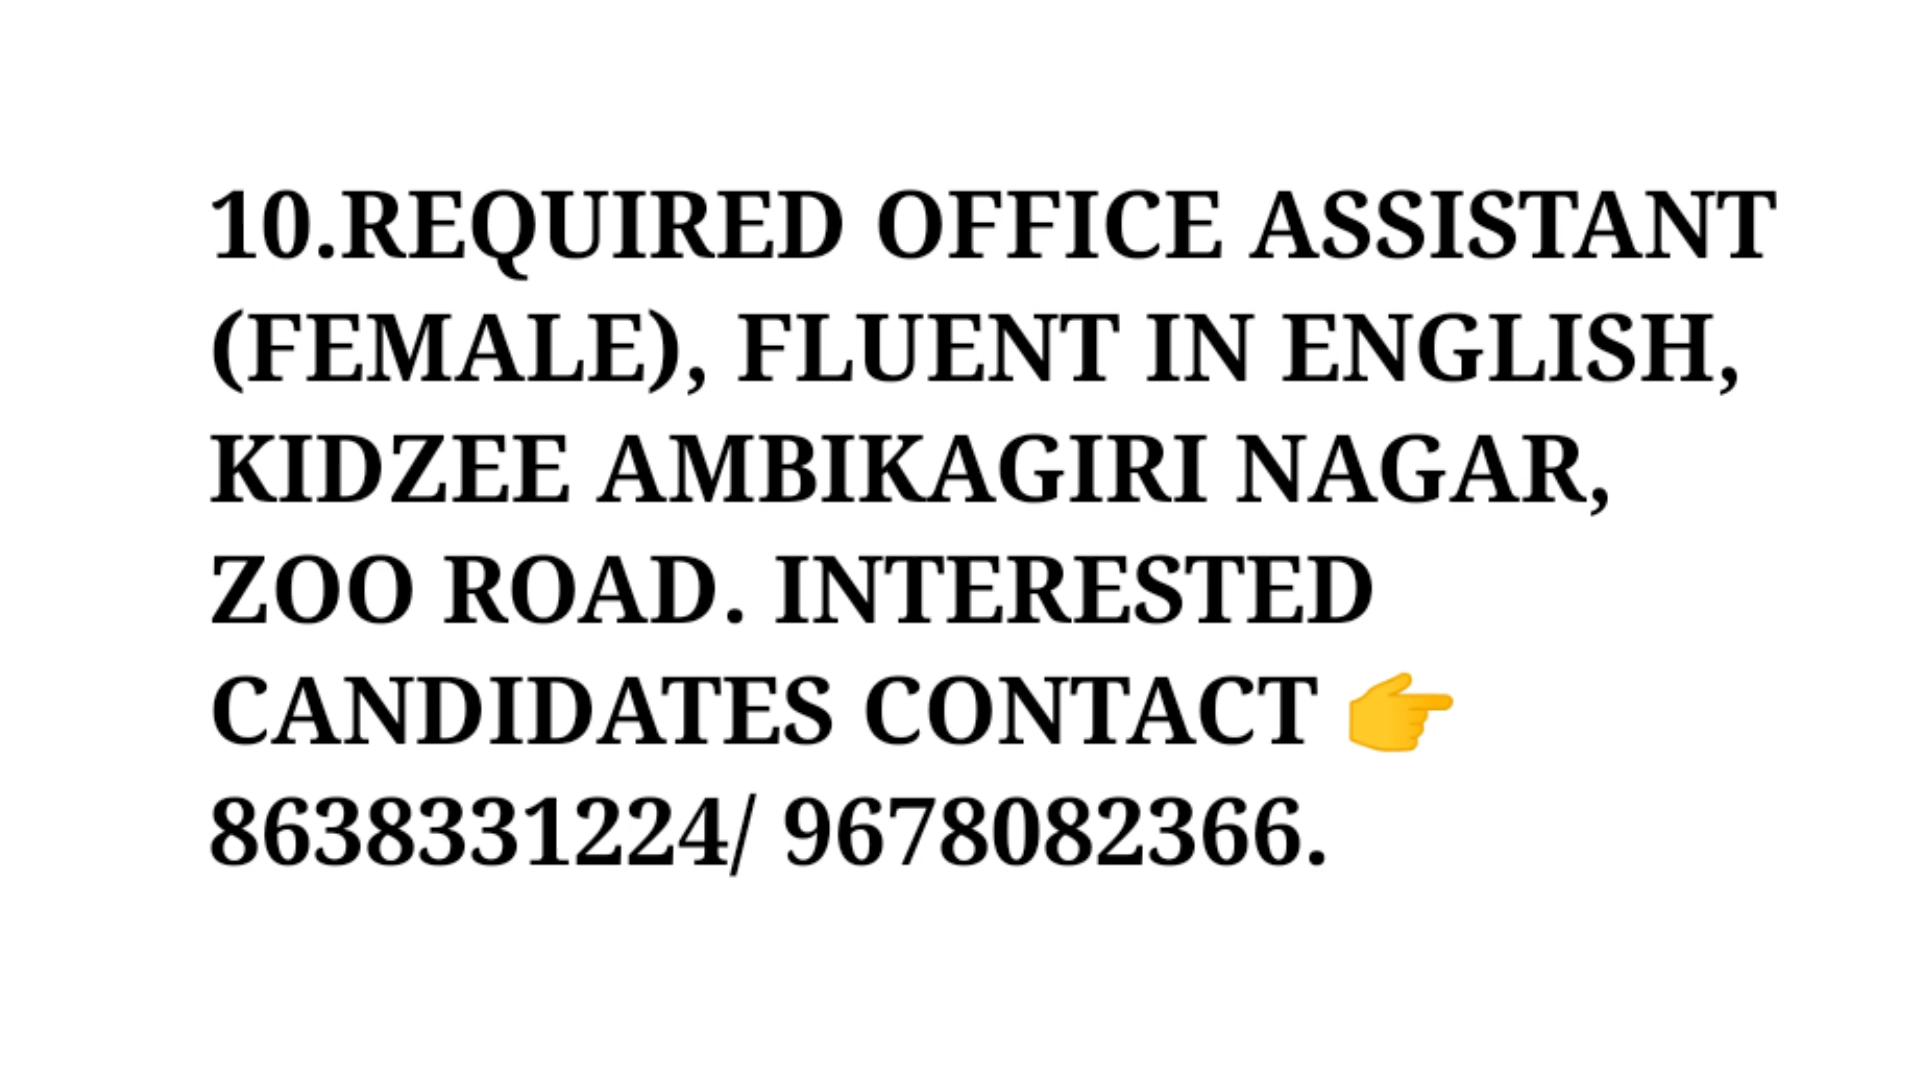 10.REQUIRED OFFICE ASSISTANT
(FEMALE), FLUENT IN ENGLISH,
KIDZEE AMBIKAGIRI NAGAR,
ZOO ROAD. INTERESTED
CANDIDATES CONTACT 👉
8638331224/ 9678082366.